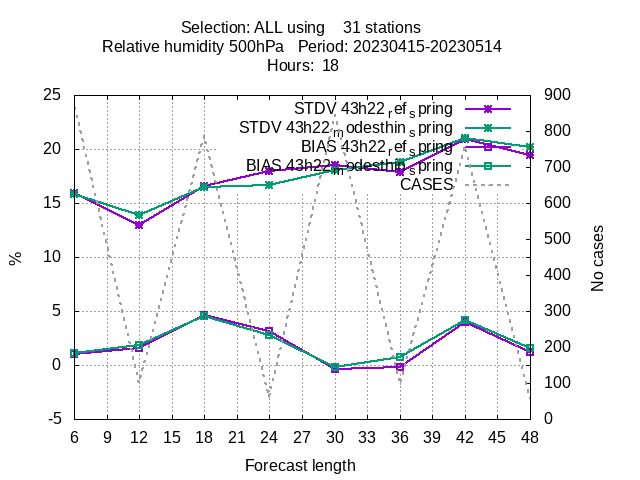 Selection: ALL using    31 stations
Relative humidity 500hPa   Period: 20230415-20230514
Hours: 18
STDV 43h22_ref_spring
STDV 43h22_modesthin_spring
BIAS 43h22_ref_spring
BIAS 43h22_modesthin_spring
CASES
25
20
15
10
5
0
-5
%
900
800
700
600
500
400
300
200
100
0
No cases
6 9 12 15 18 21 24 27 30 33 36 39 42 45 48
Forecast length